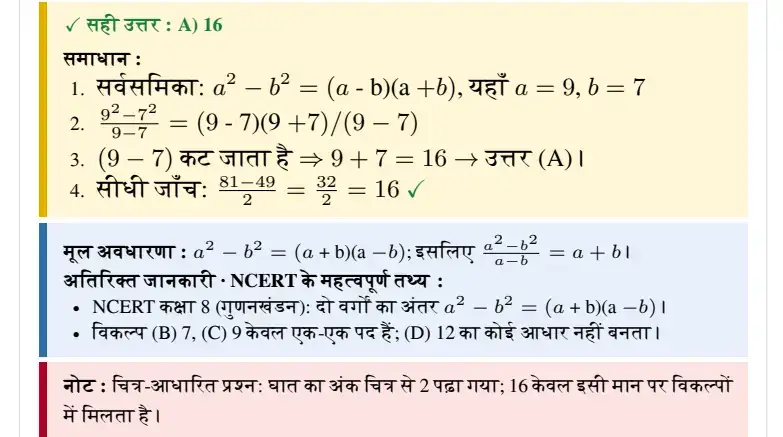 ✓ सही उत्तर : A) 16
समाधान :
1. सर्वसमिका: a² − b² = (a - b)(a +b), यहाँ a = 9, b = 7
2. (9²−7²)/(9−7) = (9 - 7)(9 +7)/(9 − 7)
3. (9 − 7) कट जाता है ⇒ 9 + 7 = 16 → उत्तर (A)।
4. सीधी जाँच: (81−49)/2 = 32/2 = 16 ✓
मूल अवधारणा : a² − b² = (a + b)(a −b); इसलिए (a²−b²)/(a−b) = a + b।
अतिरिक्त जानकारी · NCERT के महत्वपूर्ण तथ्य :
• NCERT कक्षा 8 (गुणनखंडन): दो वर्गों का अंतर a² − b² = (a + b)(a −b)।
• विकल्प (B) 7, (C) 9 केवल एक-एक पद हैं; (D) 12 का कोई आधार नहीं बनता।
नोट : चित्र-आधारित प्रश्न: घात का अंक चित्र से 2 पढ़ा गया; 16 केवल इसी मान पर विकल्पों
में मिलता है।